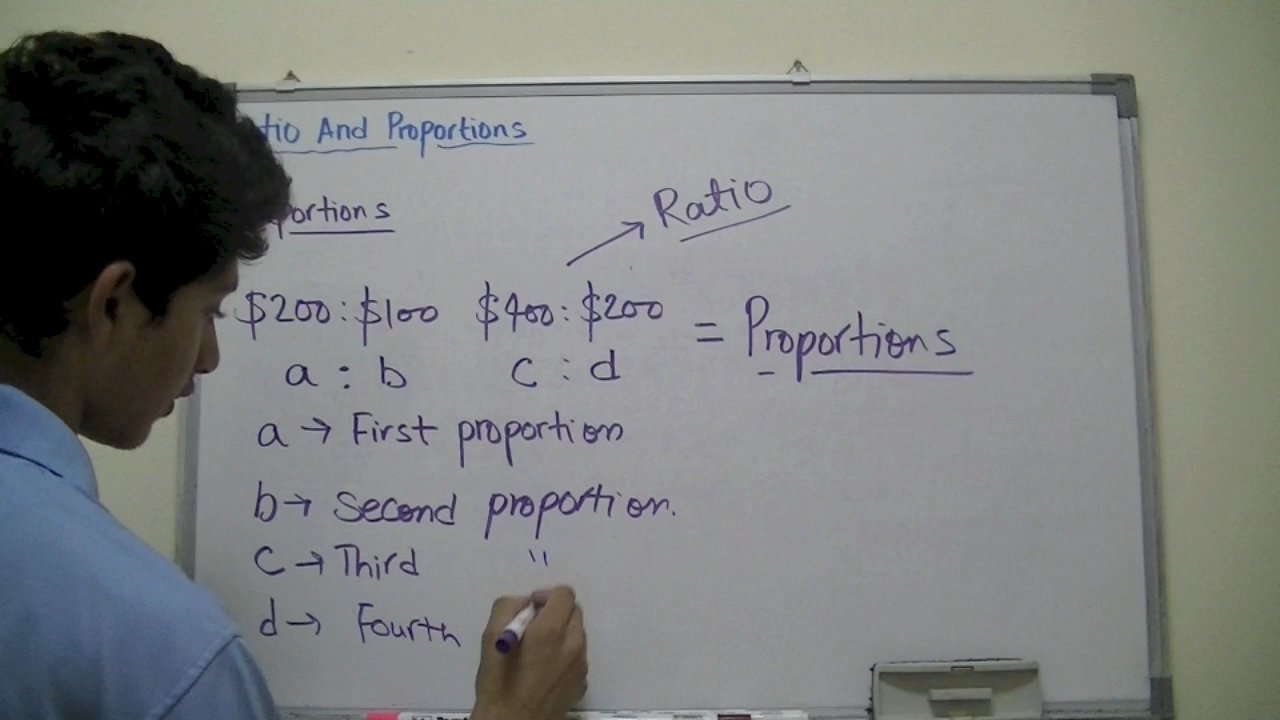 tio And Proportions
portions
Ratio
$200:$100 $400:$200 = Proportions
a : b c : d
a → First proportion
b → Second proportion.
c → Third "
d → Fourth